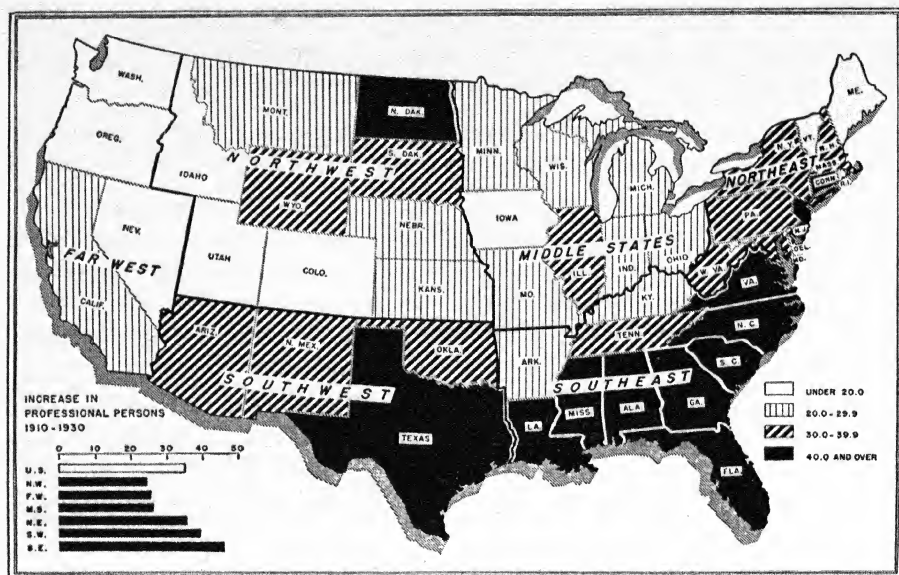 WASH.
MONT.
N. DAK.
MINN.
ME.
OREG.
IDAHO
NORTHWEST
S. DAK.
WIS.
MICH.
N.Y.
VT.
N.H.
MASS.
CONN.
R.I.
NORTHEAST
WYO.
IOWA
NEBR.
PA.
N.J.
NEV.
UTAH
COLO.
FAR WEST
MIDDLE STATES
ILL.
IND.
OHIO
W. VA.
DEL.
MD.
VA.
CALIF.
KANS.
MO.
KY.
ARIZ.
N. MEX.
OKLA.
ARK.
TENN.
N. C.
S. C.
SOUTHWEST
SOUTHEAST
TEXAS
LA.
MISS
ALA
GA.
FLA.
UNDER 20.0
20.0-29.9
30.0-39.9
40.0 AND OVER
INCREASE IN
PROFESSIONAL PERSONS
1910-1930
0 10 20 30 40 50
U.S.
N.W.
F.W.
M.S.
N.E.
S.W.
S.E.